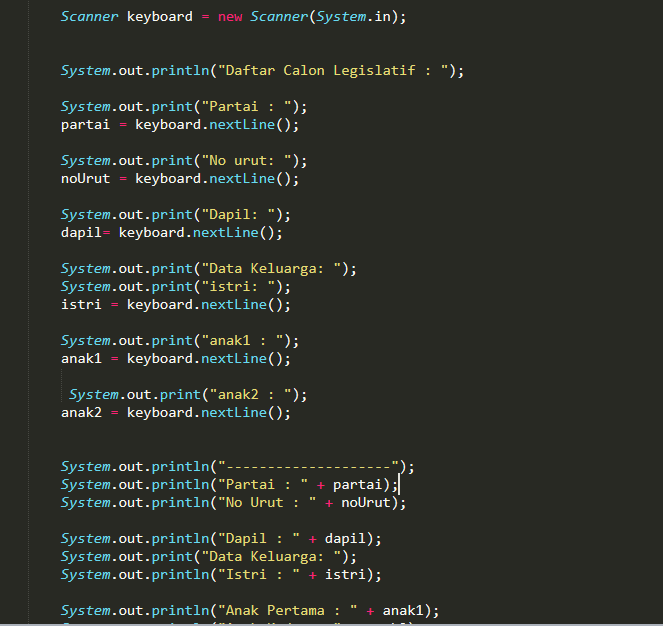 Scanner keyboard = new Scanner(System.in);
System.out.println("Daftar Calon Legislatif : ");
System.out.print("Partai : ");
partai = keyboard.nextLine();
System.out.print("No urut: ");
noUrut = keyboard.nextLine();
System.out.print("Dapil: ");
dapil= keyboard.nextLine();
System.out.print("Data Keluarga: ");
System.out.print("istri: ");
istri = keyboard.nextLine();
System.out.print("anak1 : ");
anak1 = keyboard.nextLine();
System.out.print("anak2 : ");
anak2 = keyboard.nextLine();
System.out.println("--------------------");
System.out.println("Partai : " + partai);
System.out.println("No Urut : " + noUrut);
System.out.println("Dapil : " + dapil);
System.out.print("Data Keluarga: ");
System.out.println("Istri : " + istri);
System.out.println("Anak Pertama : " + anak1);